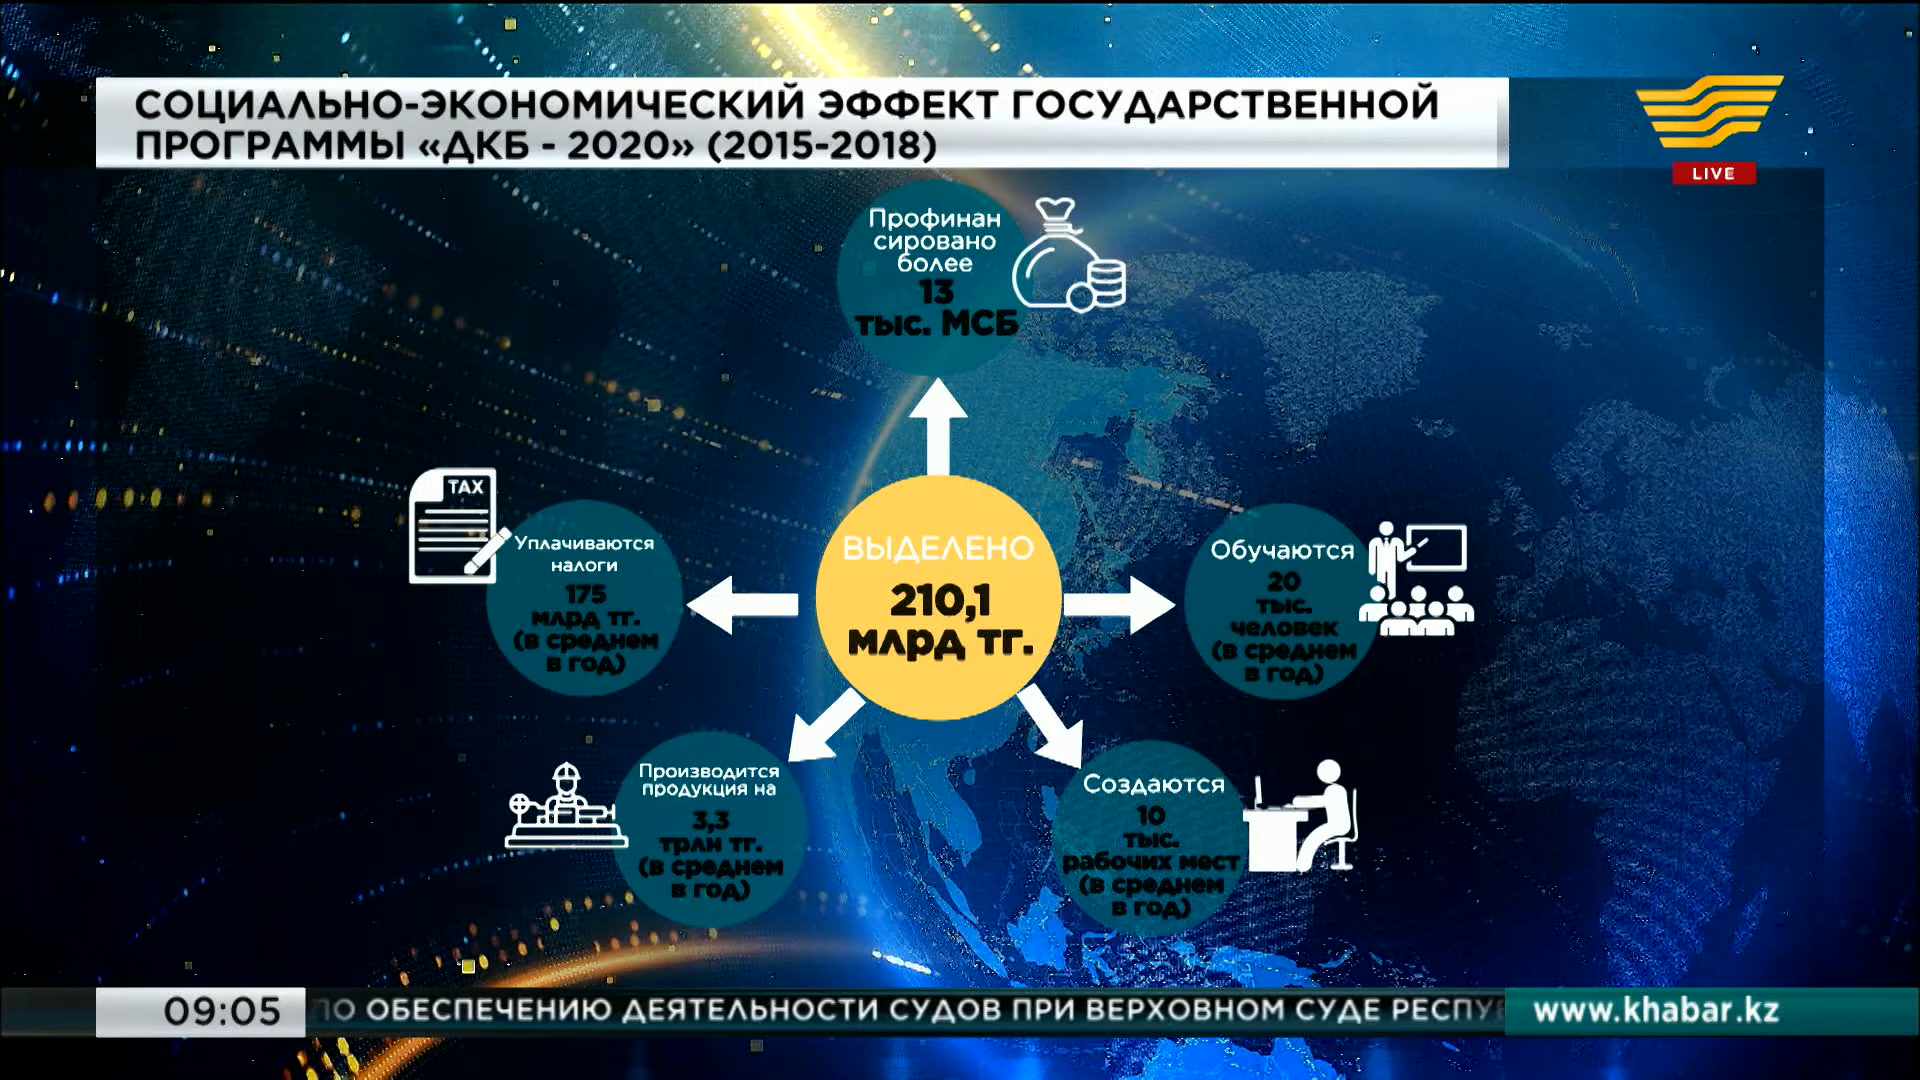 СОЦИАЛЬНО-ЭКОНОМИЧЕСКИЙ ЭФФЕКТ ГОСУДАРСТВЕННОЙ
ПРОГРАММЫ «ДКБ - 2020» (2015-2018)
LIVE
Профинан
сировано
более
13
тыс. МСБ
TAX
Уплачиваются
налоги
175
млрд тг.
(в среднем
в год)
ВЫДЕЛЕНО
210,1
млрд тг.
Обучаются
20
тыс.
человек
(в среднем
в год)
Производится
продукция на
3,3
трлн тг.
(в среднем
в год)
Создаются
10
тыс.
рабочих мест
(в среднем
в год)
09:05
ПО ОБЕСПЕЧЕНИЮ ДЕЯТЕЛЬНОСТИ СУДОВ ПРИ ВЕРХОВНОМ СУДЕ РЕСПУ
www.khabar.kz